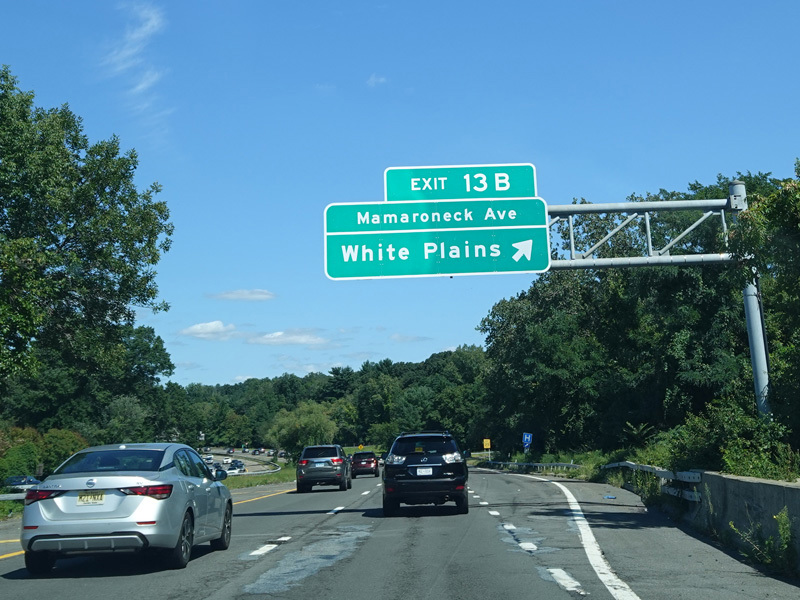 EXIT 13 B
Mamaroneck Ave
White Plains
H